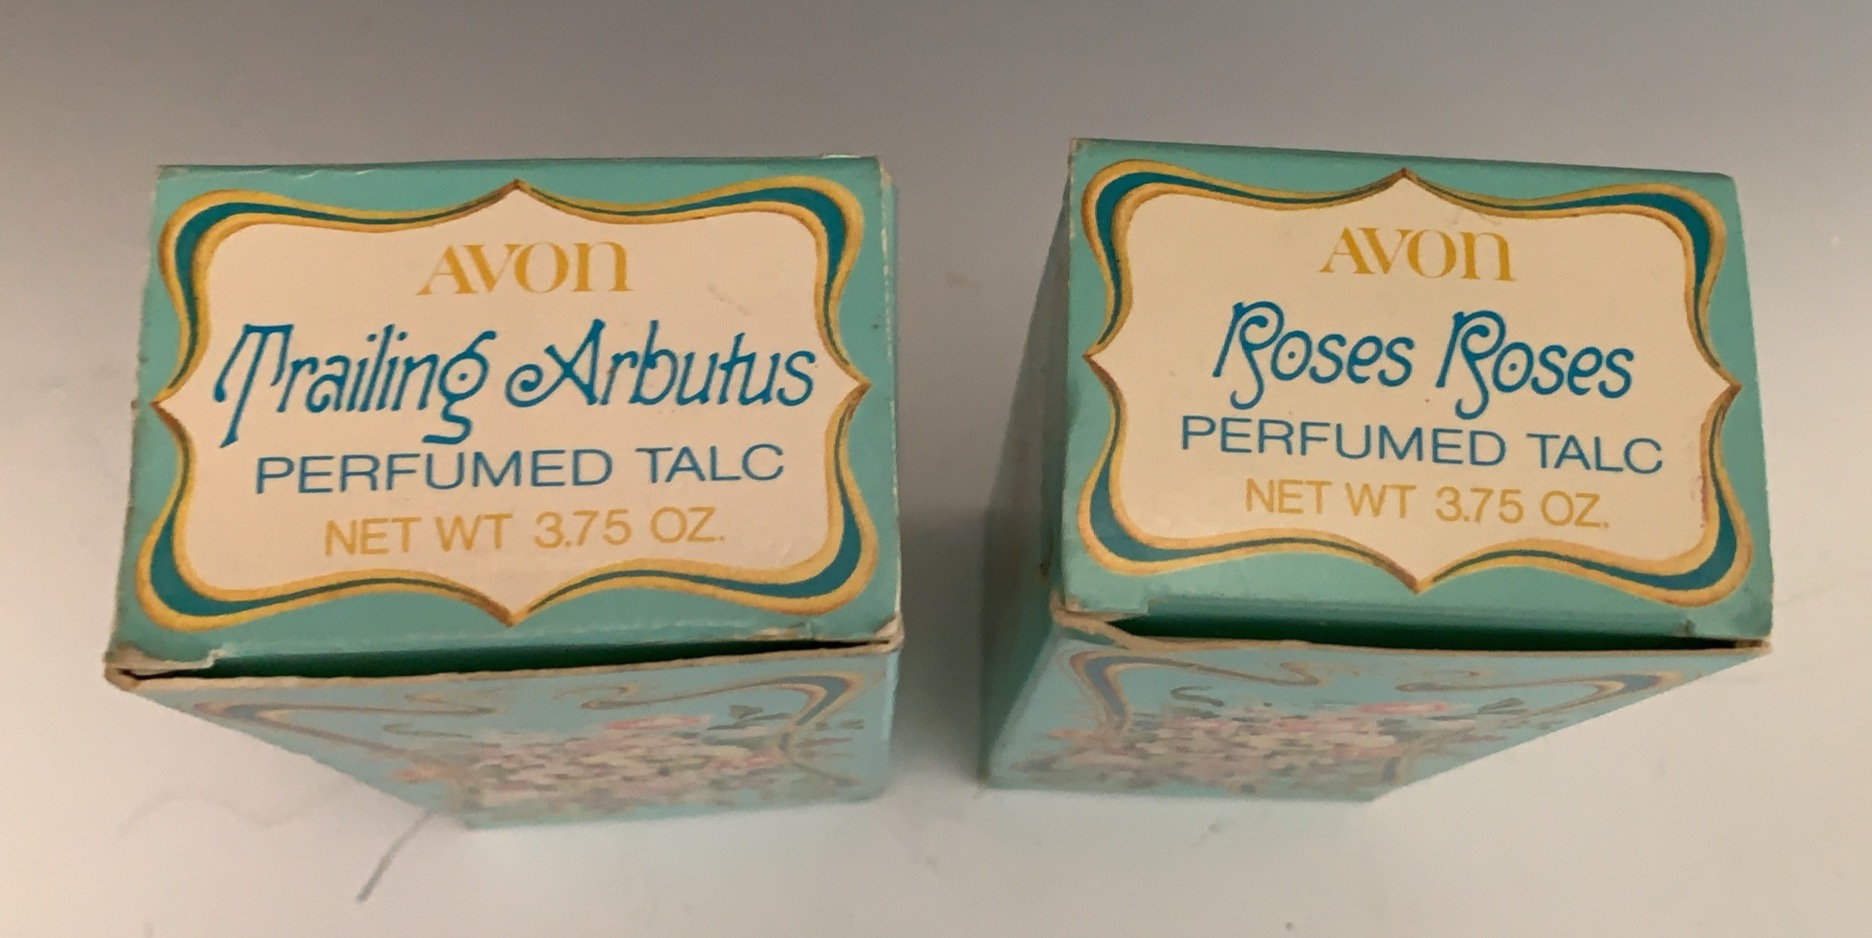 AVON
Trailing Arbutus
PERFUMED TALC
NET WT 3.75 OZ.
AVON
Roses Roses
PERFUMED TALC
NET WT 3.75 OZ.